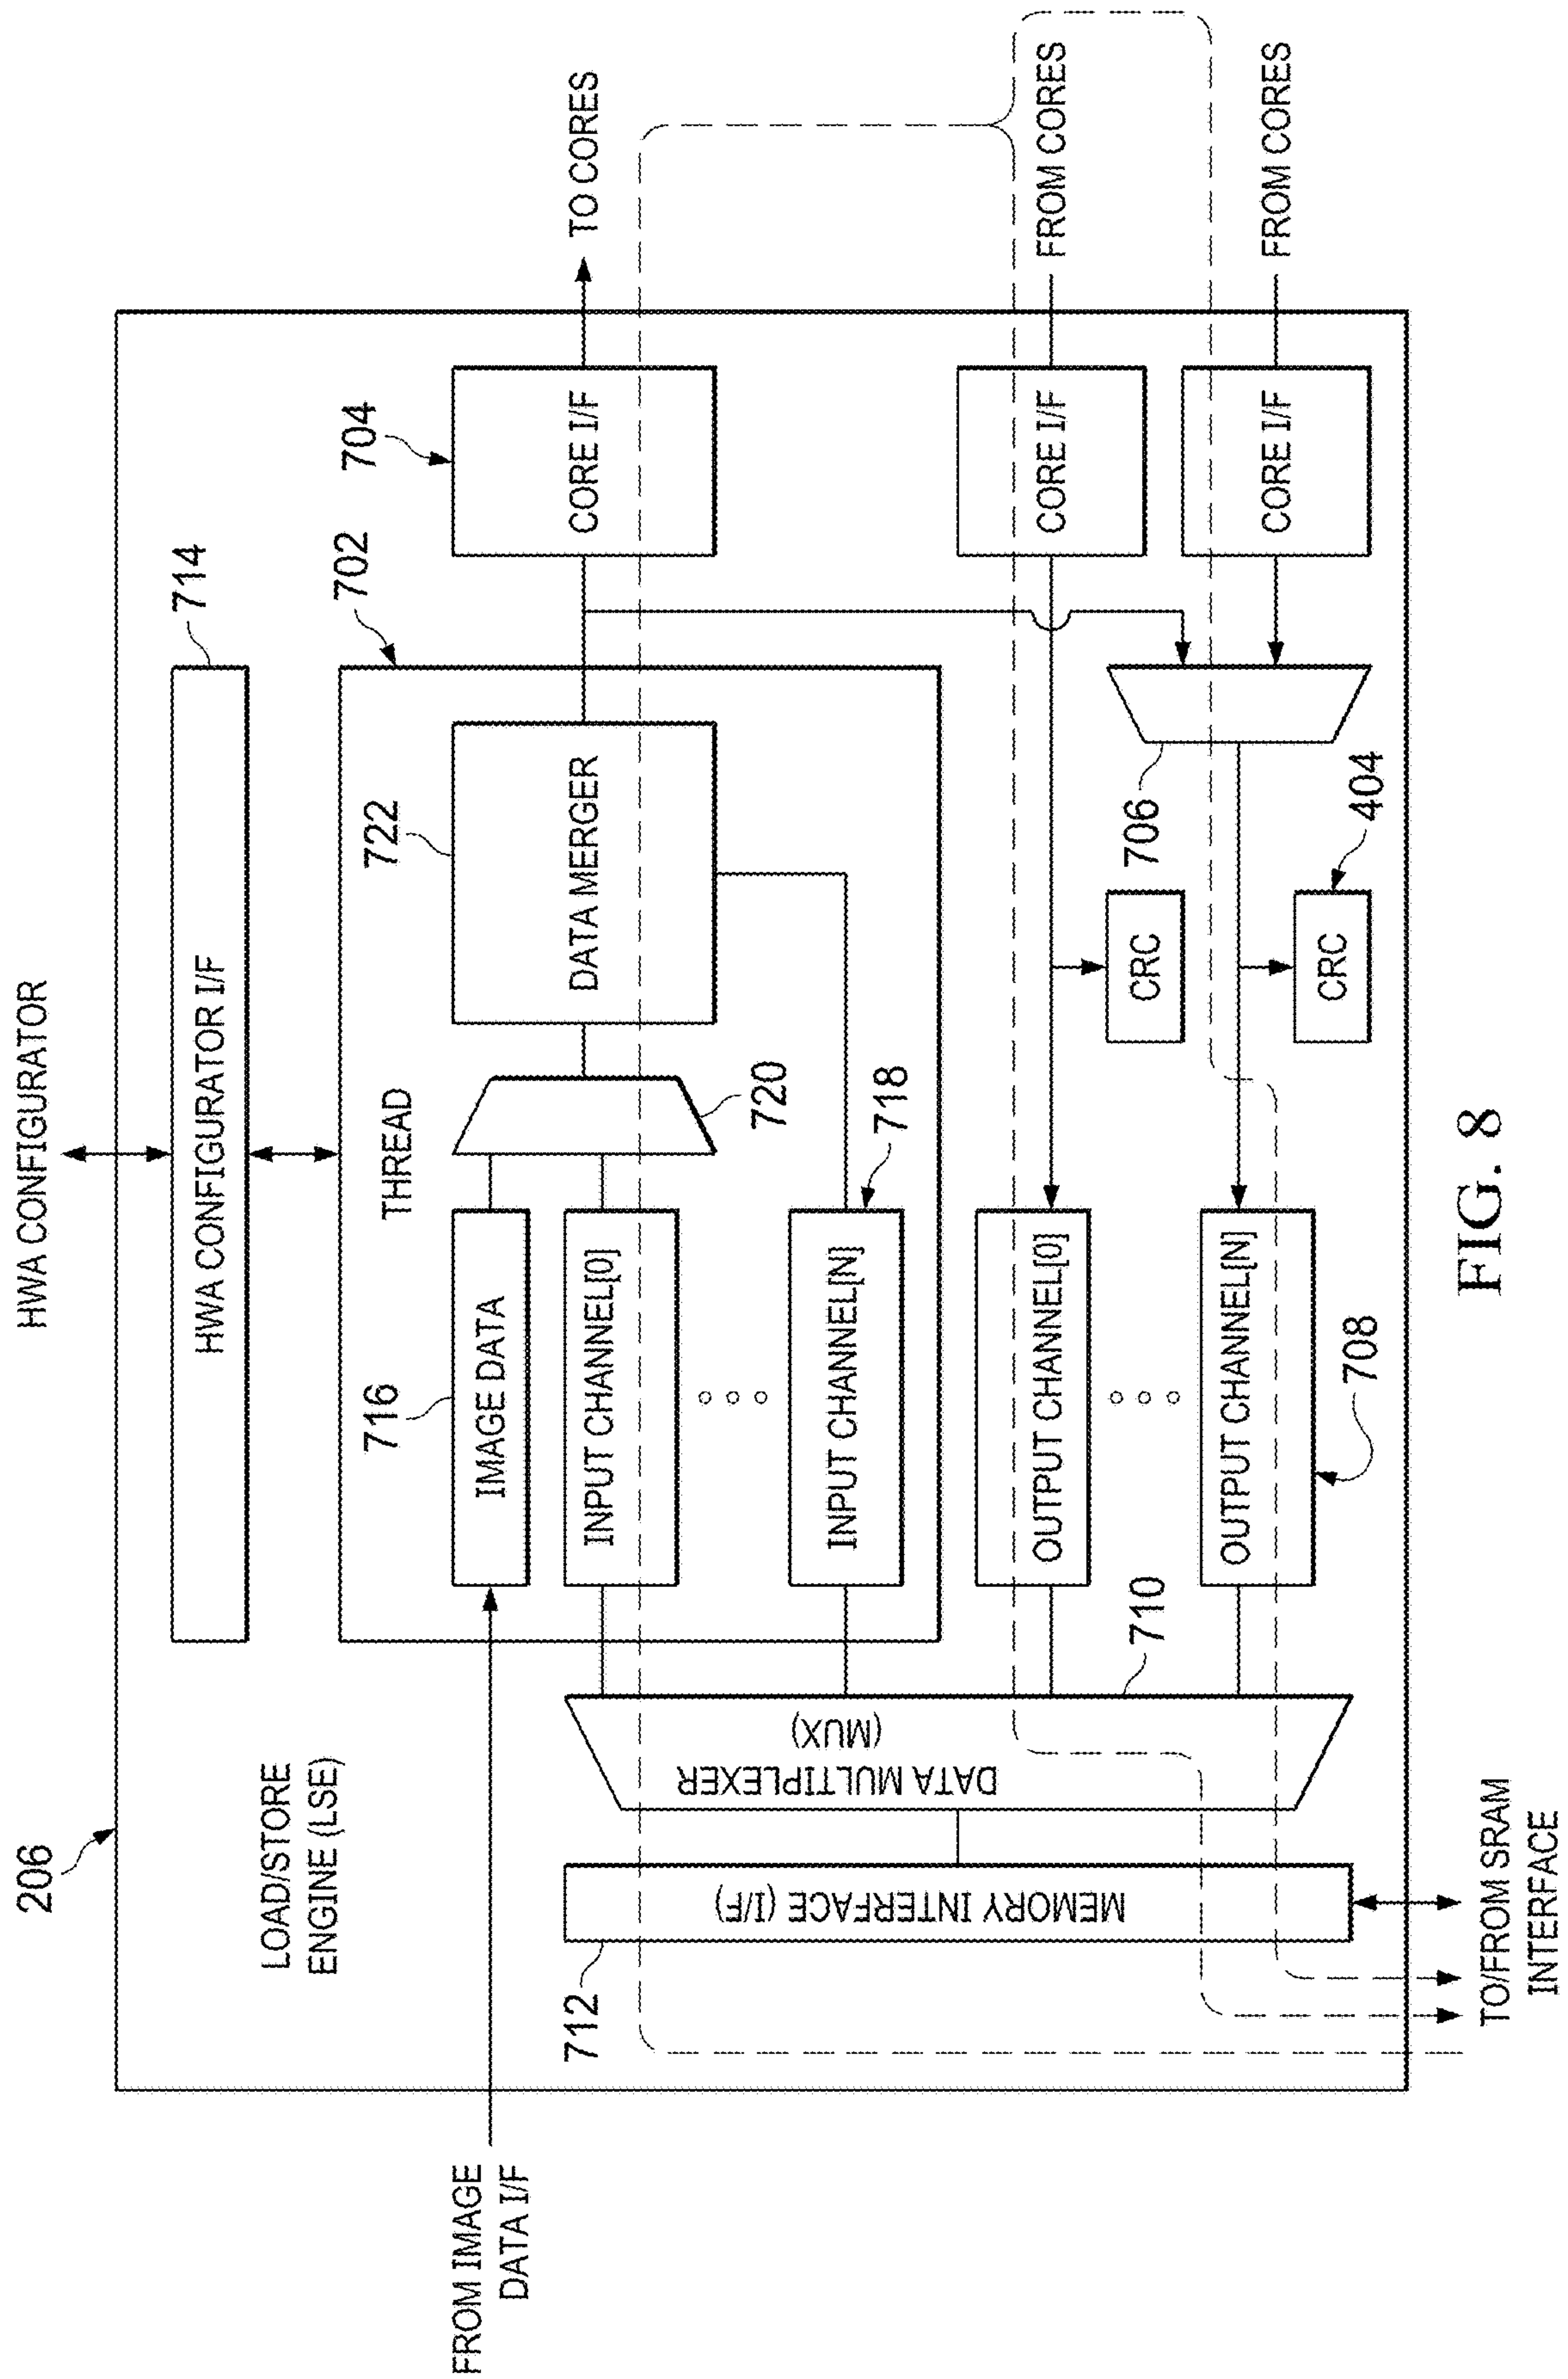 HWA CONFIGURATOR
206
714
HWA CONFIGURATOR I/F
LOAD/STORE
ENGINE (LSE)
702
704
THREAD
716
722
FROM IMAGE
DATA I/F
IMAGE DATA
DATA MERGER
CORE I/F
TO CORES
INPUT CHANNEL[0]
720
712
INPUT CHANNEL[N]
718
MEMORY INTERFACE (I/F)
DATA MULTIPLEXER
(MUX)
OUTPUT CHANNEL[0]
CORE I/F
FROM CORES
710
CRC
706
OUTPUT CHANNEL[N]
CORE I/F
FROM CORES
CRC
404
708
TO/FROM SRAM
INTERFACE
FIG. 8